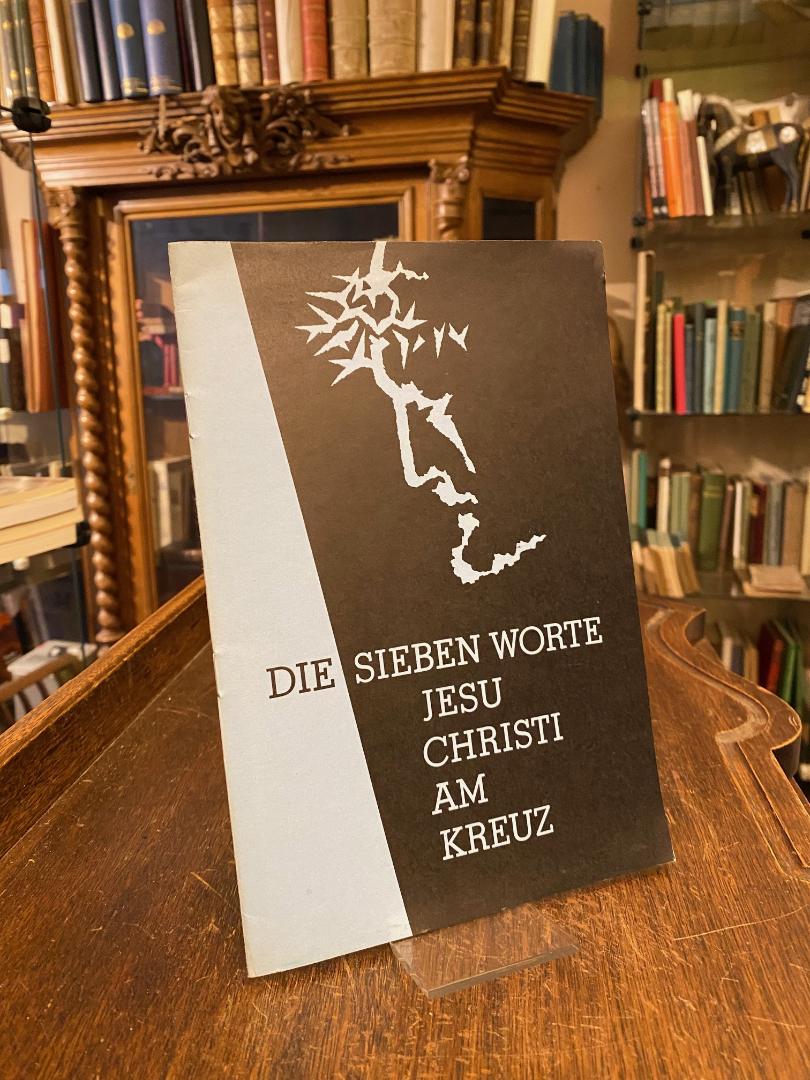 DIE SIEBEN WORTE
JESU
CHRISTI
AM
KREUZ